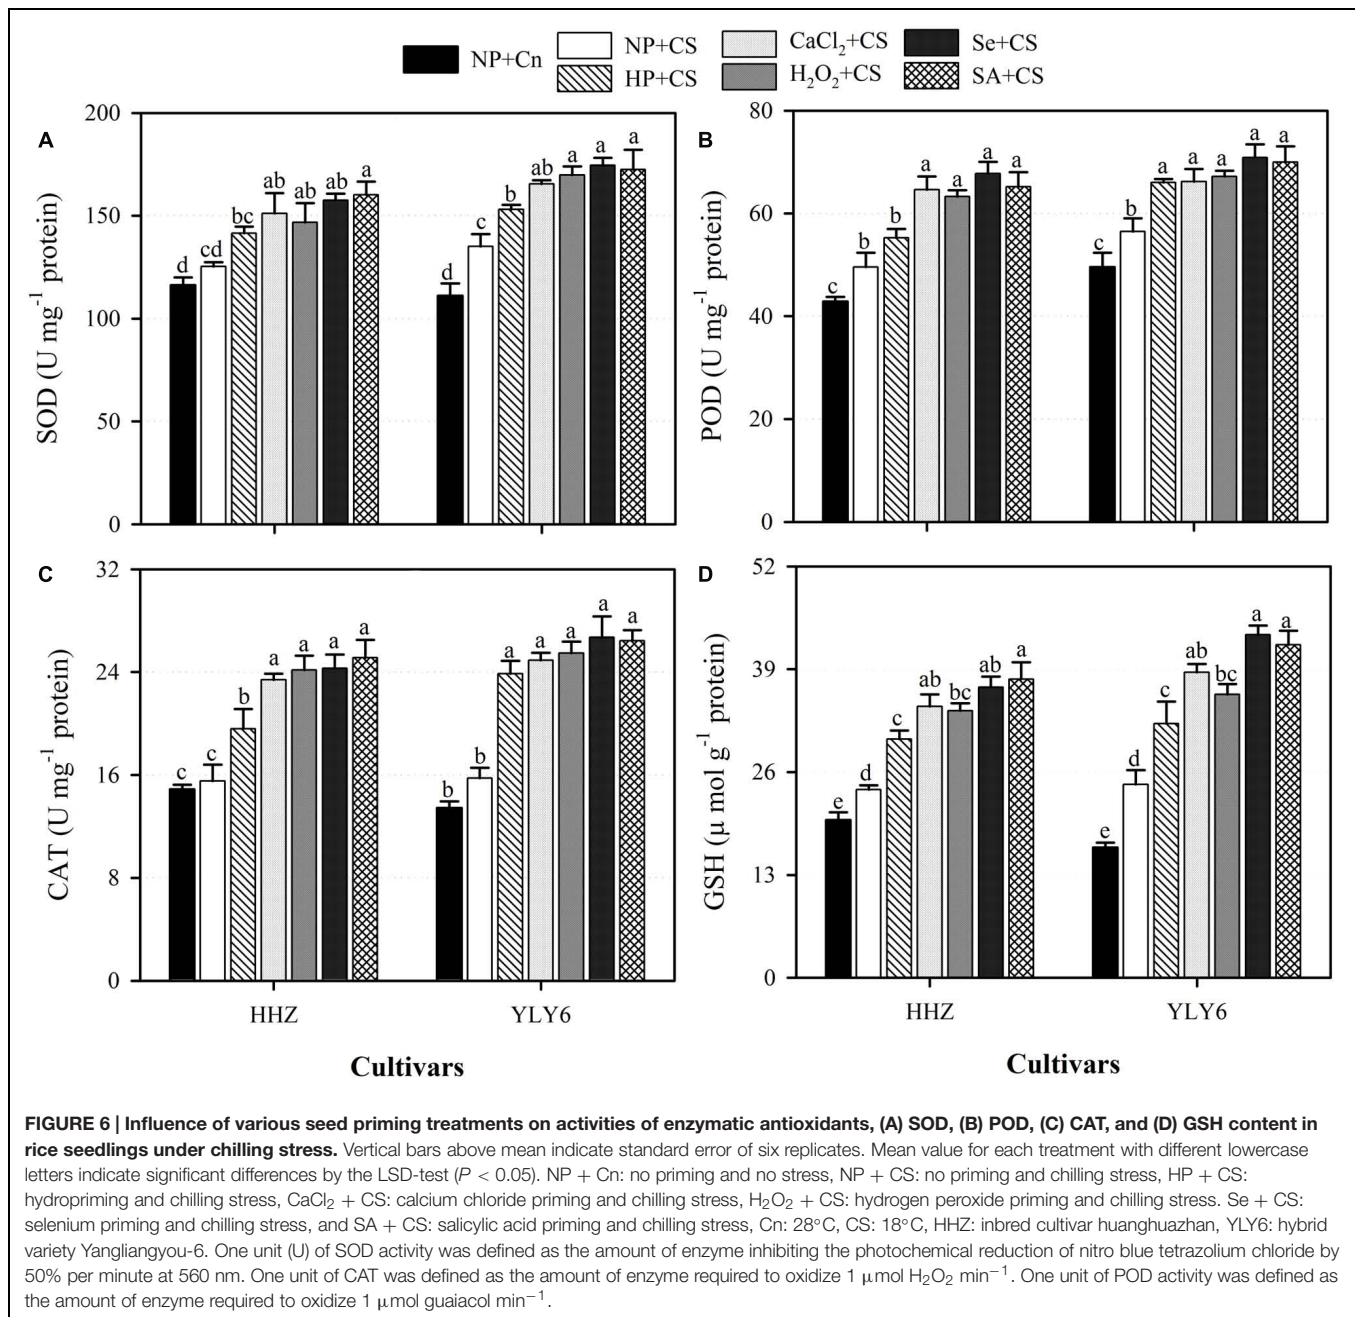 NP+Cn
NP+CS
HP+CS
CaCl₂+CS
H₂O₂+CS
Se+CS
SA+CS
A
SOD (U mg⁻¹ protein)
200
150
100
50
0
d
cd
bc
ab
ab
ab
a
d
c
b
ab
a
a
a
B
POD (U mg⁻¹ protein)
80
60
40
20
0
c
b
b
a
a
a
a
c
b
a
a
a
a
a
C
CAT (U mg⁻¹ protein)
32
24
16
8
0
c
c
b
a
a
a
a
b
b
a
a
a
a
a
HHZ
YLY6
Cultivars
D
GSH (µ mol g⁻¹ protein)
52
39
26
13
0
e
d
c
ab
bc
ab
a
e
d
c
ab
bc
a
a
HHZ
YLY6
Cultivars
FIGURE 6 | Influence of various seed priming treatments on activities of enzymatic antioxidants, (A) SOD, (B) POD, (C) CAT, and (D) GSH content in
rice seedlings under chilling stress. Vertical bars above mean indicate standard error of six replicates. Mean value for each treatment with different lowercase
letters indicate significant differences by the LSD-test (P < 0.05). NP + Cn: no priming and no stress, NP + CS: no priming and chilling stress, HP + CS:
hydropriming and chilling stress, CaCl₂ + CS: calcium chloride priming and chilling stress, H₂O₂ + CS: hydrogen peroxide priming and chilling stress. Se + CS:
selenium priming and chilling stress, and SA + CS: salicylic acid priming and chilling stress, Cn: 28°C, CS: 18°C, HHZ: inbred cultivar huanghuazhan, YLY6: hybrid
variety Yangliangyou-6. One unit (U) of SOD activity was defined as the amount of enzyme inhibiting the photochemical reduction of nitro blue tetrazolium chloride by
50% per minute at 560 nm. One unit of CAT was defined as the amount of enzyme required to oxidize 1 µmol H₂O₂ min⁻¹. One unit of POD activity was defined as
the amount of enzyme required to oxidize 1 µmol guaiacol min⁻¹.